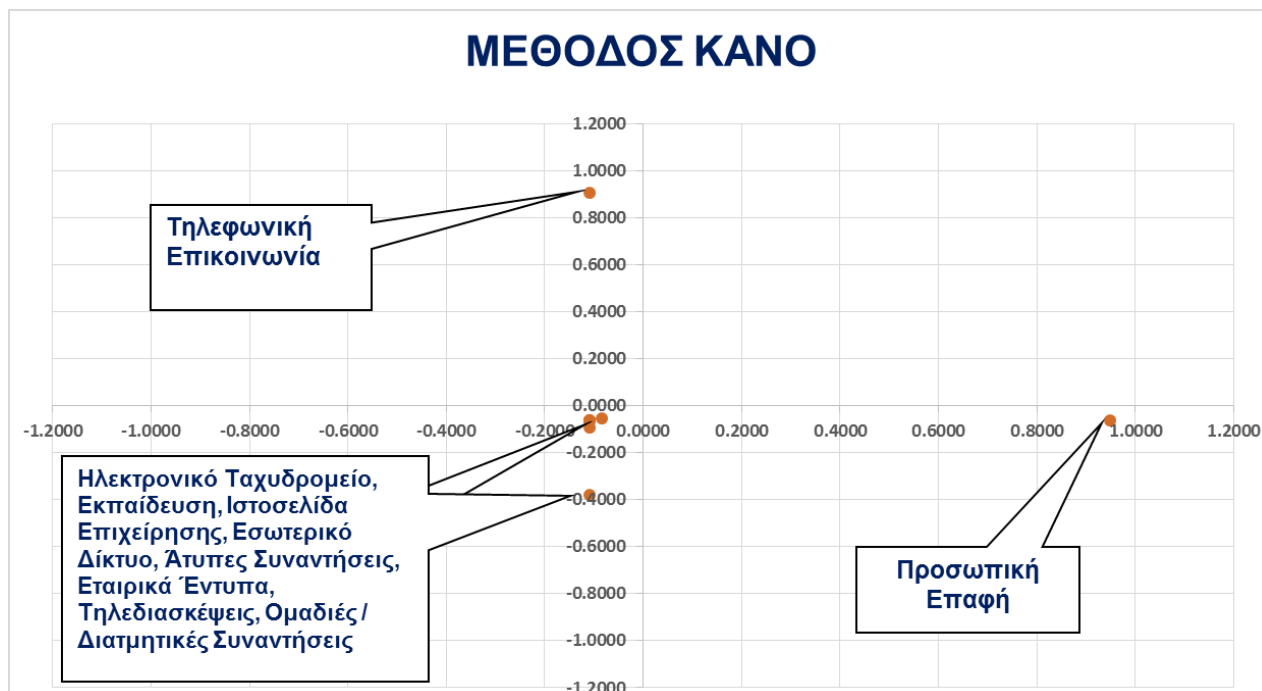 ΜΕΘΟΔΟΣ ΚΑΝΟ
1.2000
1.0000
0.8000
0.6000
0.4000
0.2000
0.0000
-1.2000 -1.0000 -0.8000 -0.6000 -0.4000 -0.2000 0.0000 0.2000 0.4000 0.6000 0.8000 1.0000 1.2000
-0.2000
-0.4000
-0.6000
-0.8000
-1.0000
-1.2000
Τηλεφωνική
Επικοινωνία
Ηλεκτρονικό Ταχυδρομείο,
Εκπαίδευση, Ιστοσελίδα
Επιχείρησης, Εσωτερικό
Δίκτυο, Άτυπες Συναντήσεις,
Εταιρικά Έντυπα,
Τηλεδιασκέψεις, Ομαδιές /
Διατμητικές Συναντήσεις
Προσωπική
Επαφή